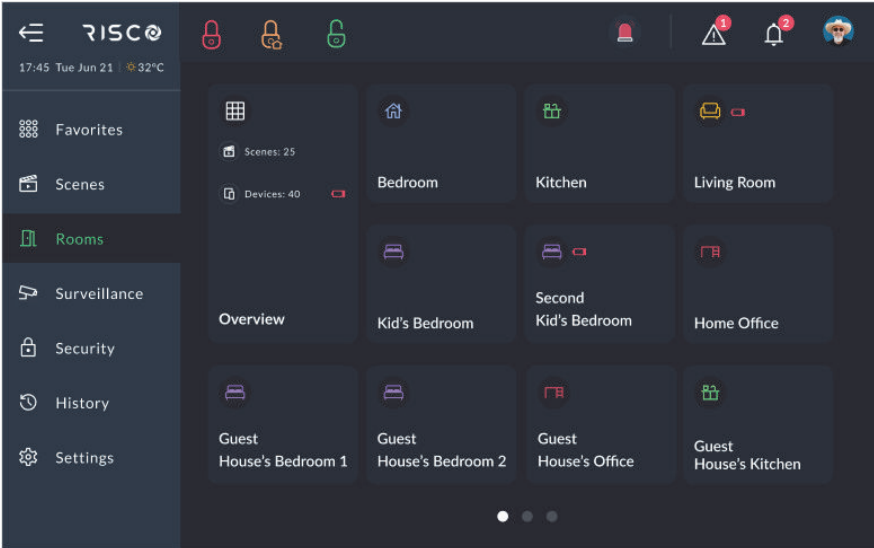 RISCO
17:45 Tue Jun 21 32°C
1
2
Favorites
Scenes
Rooms
Surveillance
Security
History
Settings
Scenes: 25
Devices: 40
Overview
Bedroom
Kitchen
Living Room
Kid's Bedroom
Second
Kid's Bedroom
Home Office
Guest
House's Bedroom 1
Guest
House's Bedroom 2
Guest
House's Office
Guest
House's Kitchen